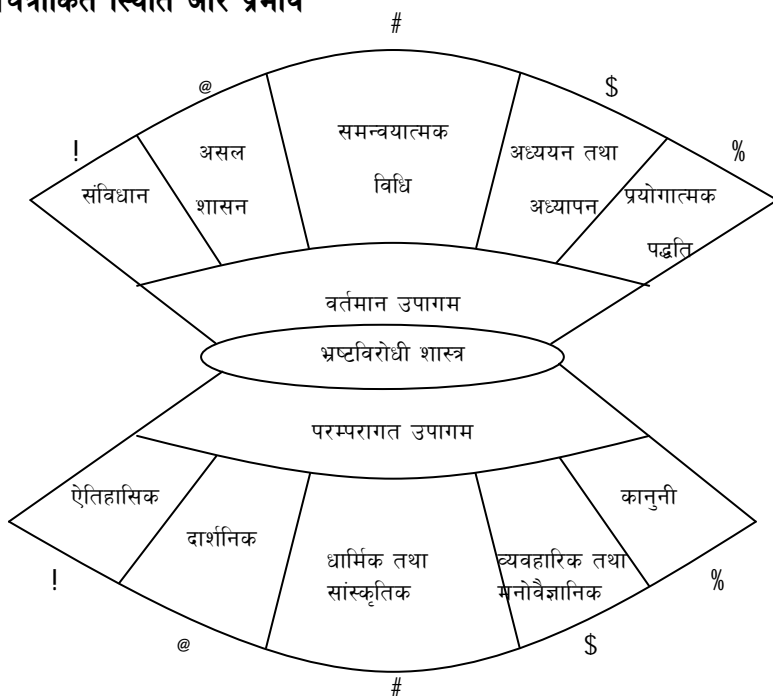 चित्रांकित स्थिति और प्रभाव
#
@
$
!
%
संविधान
असल
शासन
समन्वयात्मक
विधि
अध्ययन तथा
अध्यापन
प्रयोगात्मक
पद्धति
वर्तमान उपागम
भ्रष्टविरोधी शास्त्र
परम्परागत उपागम
ऐतिहासिक
दार्शनिक
धार्मिक तथा
सांस्कृतिक
व्यवहारिक तथा
मनोवैज्ञानिक
कानुनी
!
@
#
$
%